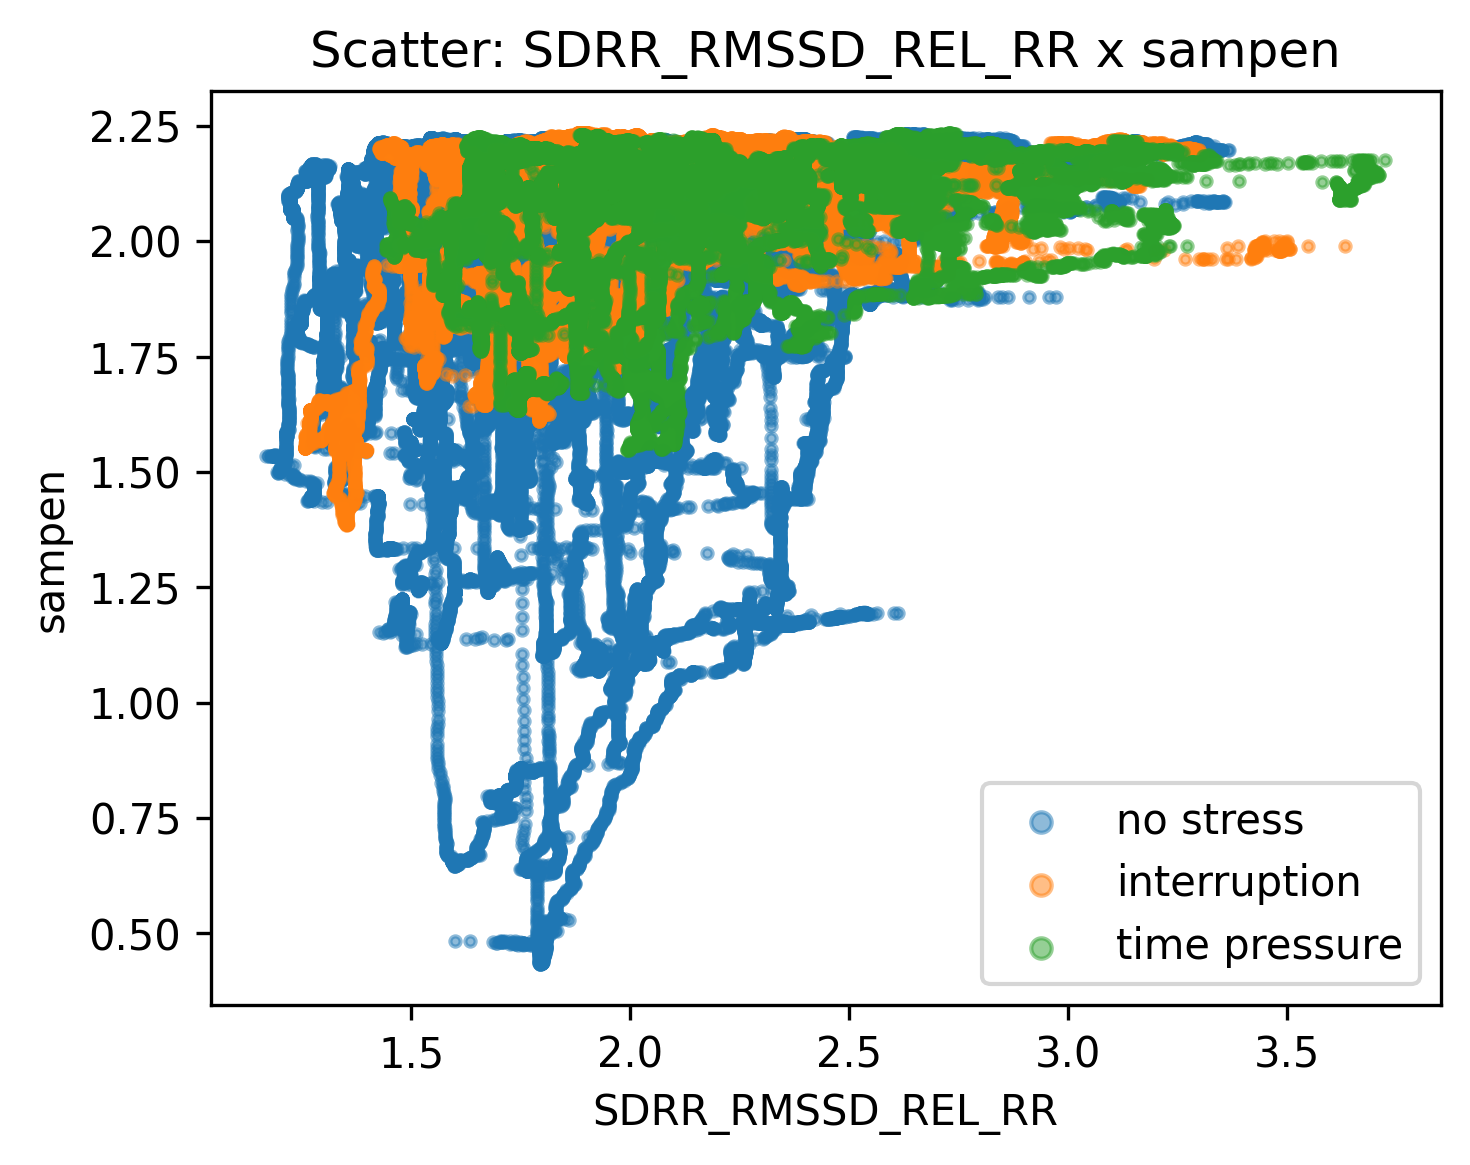 Scatter: SDRR_RMSSD_REL_RR x sampen
2.25
2.00
1.75
1.50
1.25
1.00
0.75
0.50
sampen
1.5 2.0 2.5 3.0 3.5
SDRR_RMSSD_REL_RR
no stress
interruption
time pressure